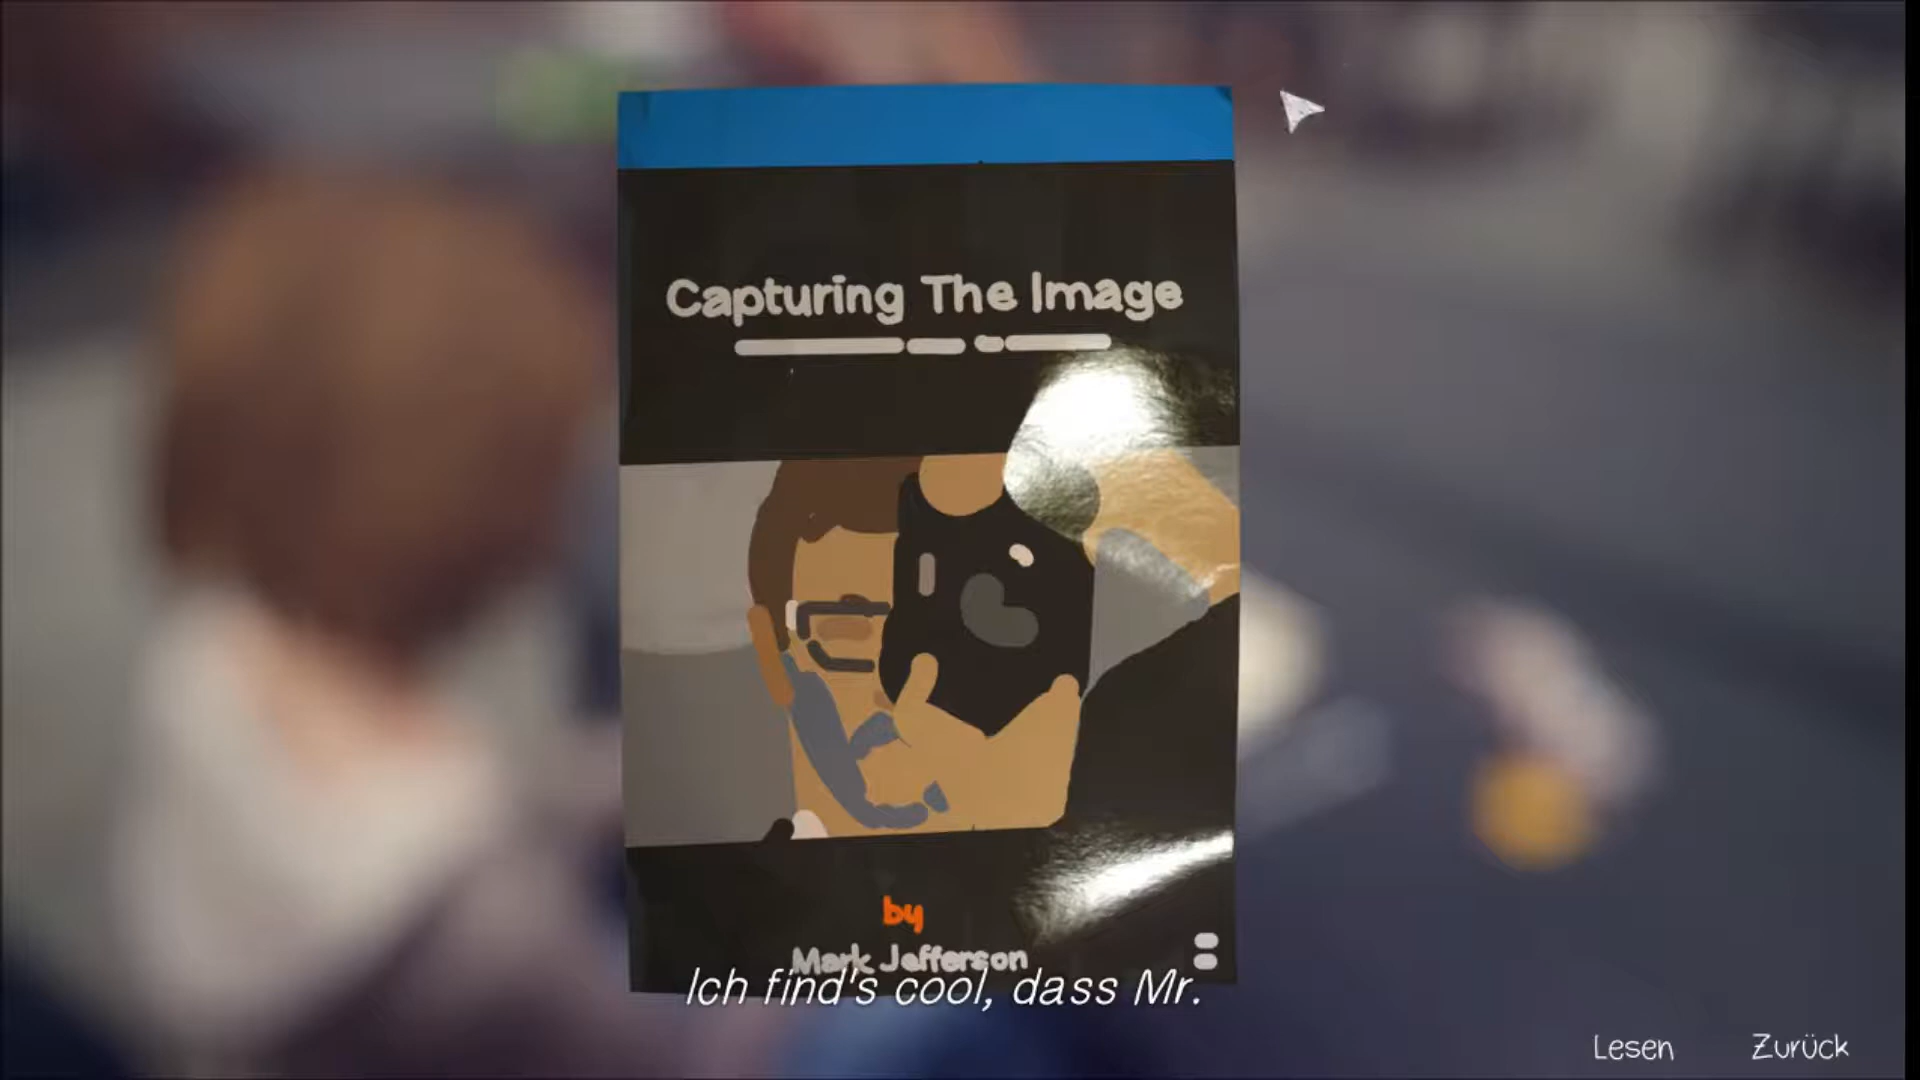 Capturing The Image
by
Mark Jefferson
Ich find's cool, dass Mr.
Lesen Zurück